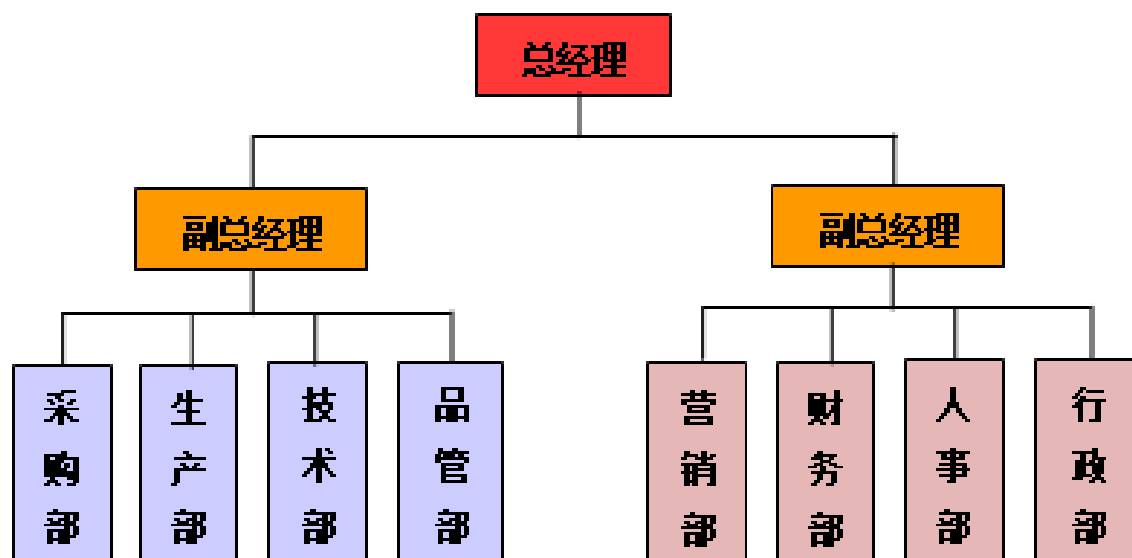 总经理
副总经理
副总经理
采购部
生产部
技术部
品管部
营销部
财务部
人事部
行政部